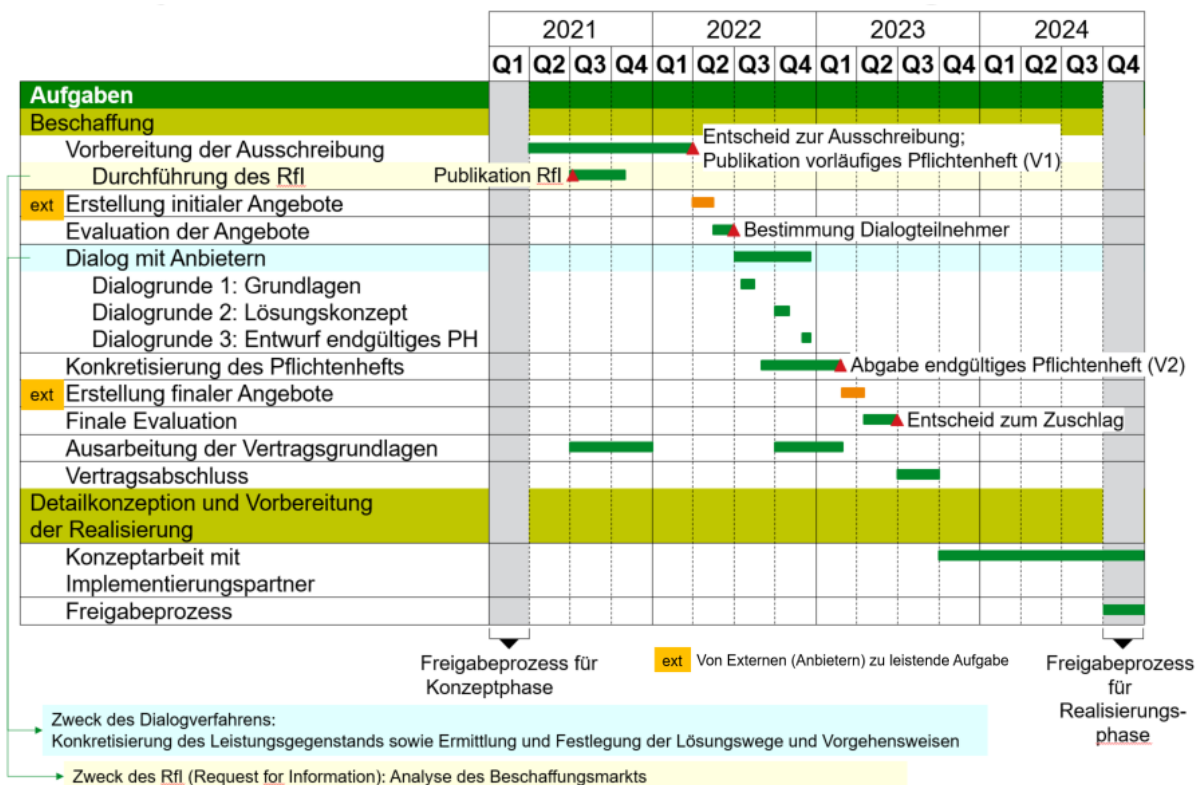 2021 2022 2023 2024
Q1 Q2 Q3 Q4 Q1 Q2 Q3 Q4 Q1 Q2 Q3 Q4 Q1 Q2 Q3 Q4
Aufgaben
Beschaffung
Vorbereitung der Ausschreibung
Entscheid zur Ausschreibung;
Publikation vorläufiges Pflichtenheft (V1)
Durchführung des RfI
Publikation RfI
ext Erstellung initialer Angebote
Evaluation der Angebote
Bestimmung Dialogteilnehmer
Dialog mit Anbietern
Dialogrunde 1: Grundlagen
Dialogrunde 2: Lösungskonzept
Dialogrunde 3: Entwurf endgültiges PH
Konkretisierung des Pflichtenhefts
Abgabe endgültiges Pflichtenheft (V2)
ext Erstellung finaler Angebote
Finale Evaluation
Entscheid zum Zuschlag
Ausarbeitung der Vertragsgrundlagen
Vertragsabschluss
Detailkonzeption und Vorbereitung
der Realisierung
Konzeptarbeit mit
Implementierungspartner
Freigabeprozess
Freigabeprozess für
Konzeptphase
ext Von Externen (Anbietern) zu leistende Aufgabe
Freigabeprozess
für
Realisierungs-
phase
Zweck des Dialogverfahrens:
Konkretisierung des Leistungsgegenstands sowie Ermittlung und Festlegung der Lösungswege und Vorgehensweisen
Zweck des RfI (Request for Information): Analyse des Beschaffungsmarkts